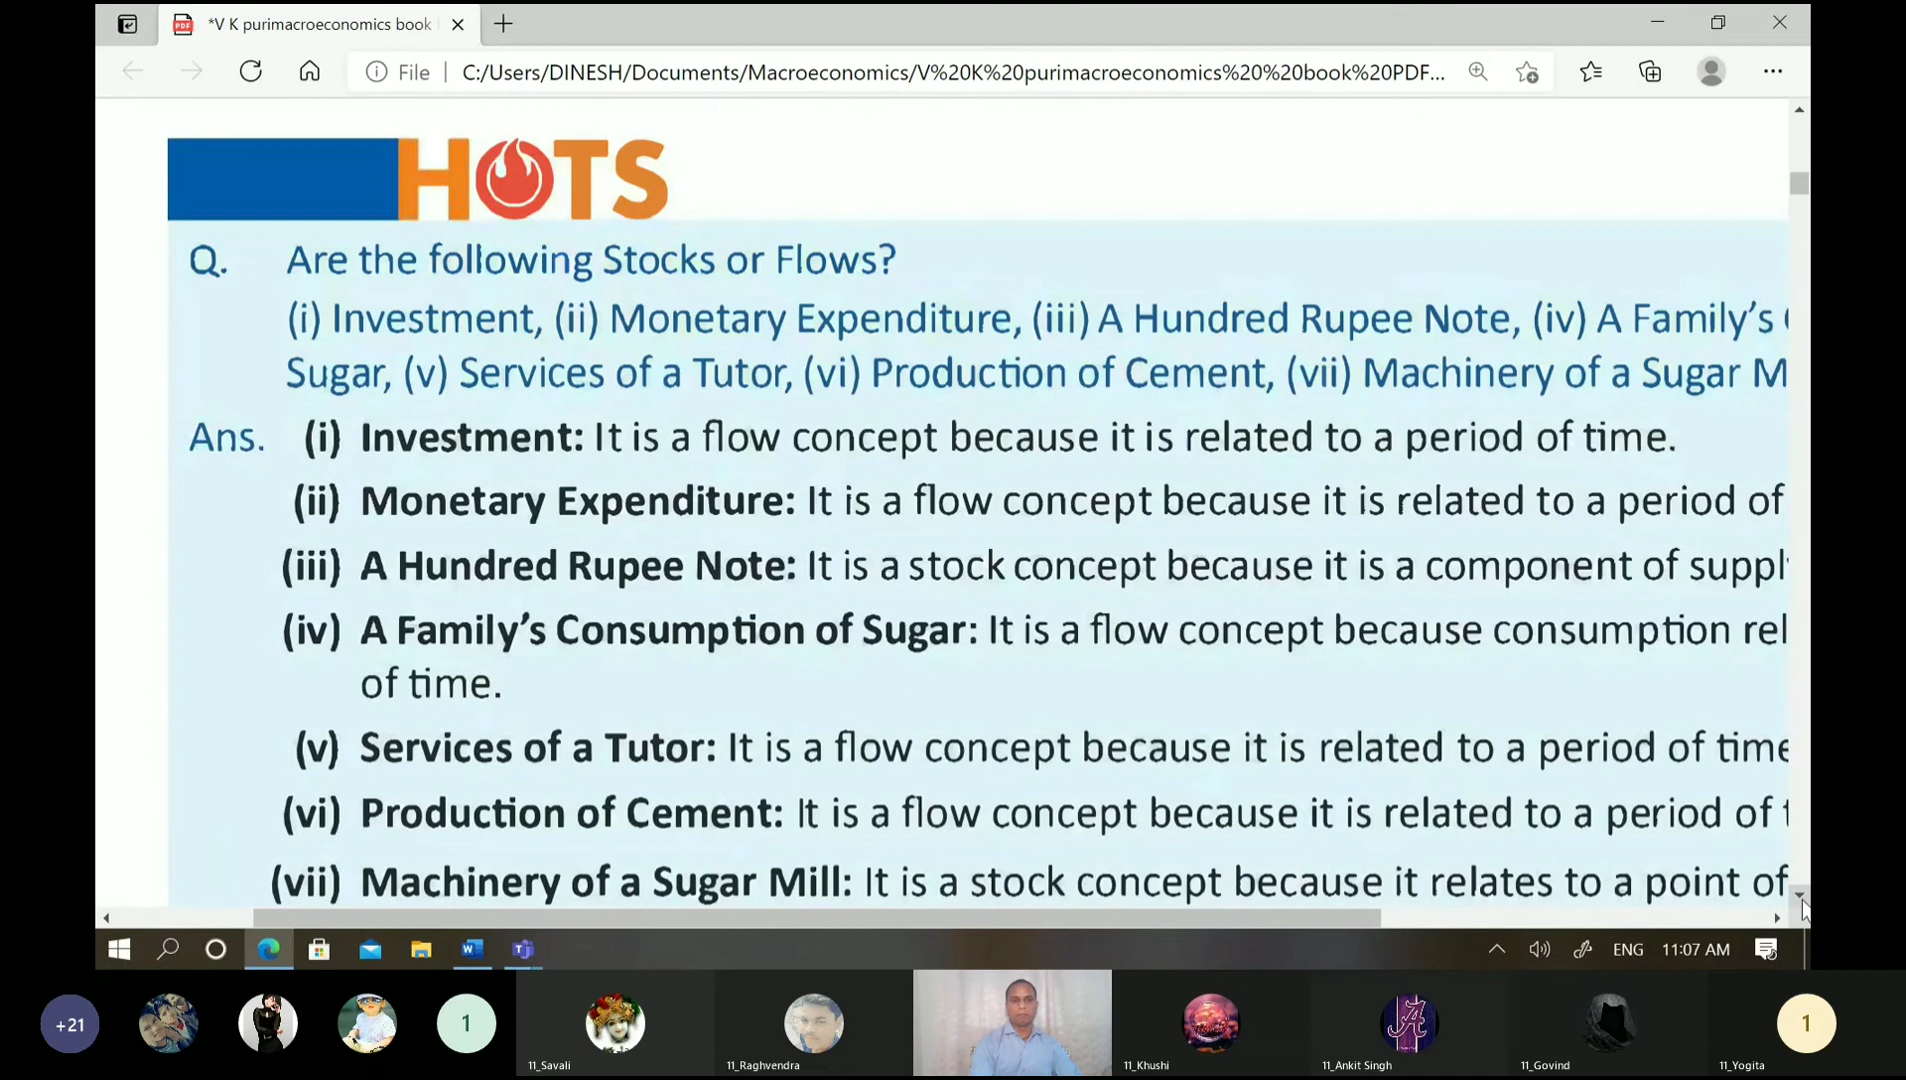 *V K purimacroeconomics book
File C:/Users/DINESH/Documents/Macroeconomics/V%20K%20purimacroeconomics%20%20book%20PDF...
HOTS
Q. Are the following Stocks or Flows?
(i) Investment, (ii) Monetary Expenditure, (iii) A Hundred Rupee Note, (iv) A Family's
Sugar, (v) Services of a Tutor, (vi) Production of Cement, (vii) Machinery of a Sugar M
Ans. (i) Investment: It is a flow concept because it is related to a period of time.
(ii) Monetary Expenditure: It is a flow concept because it is related to a period of
(iii) A Hundred Rupee Note: It is a stock concept because it is a component of suppl
(iv) A Family's Consumption of Sugar: It is a flow concept because consumption rel
of time.
(v) Services of a Tutor: It is a flow concept because it is related to a period of time
(vi) Production of Cement: It is a flow concept because it is related to a period of t
(vii) Machinery of a Sugar Mill: It is a stock concept because it relates to a point of
ENG 11:07 AM
+21 1 1
11_Savali 11_Raghvendra 11_Khushi 11_Ankit Singh 11_Govind 11_Yogita